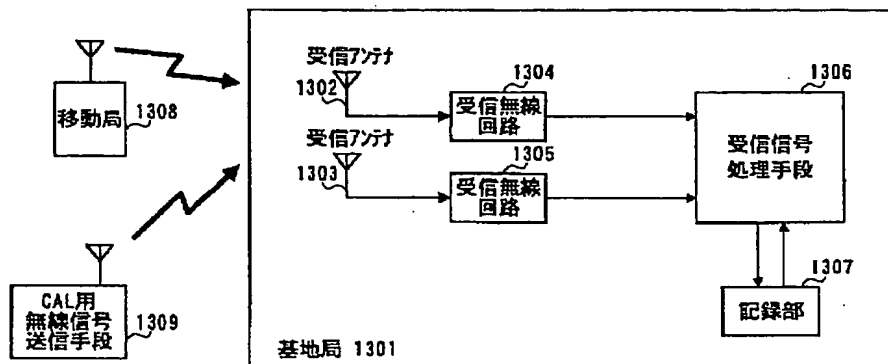 受信アンテナ
1302
1304
受信無線
回路
1306
受信信号
処理手段
移動局
1308
受信アンテナ
1303
1305
受信無線
回路
1307
記録部
CAL用
無線信号
送信手段
1309
基地局 1301